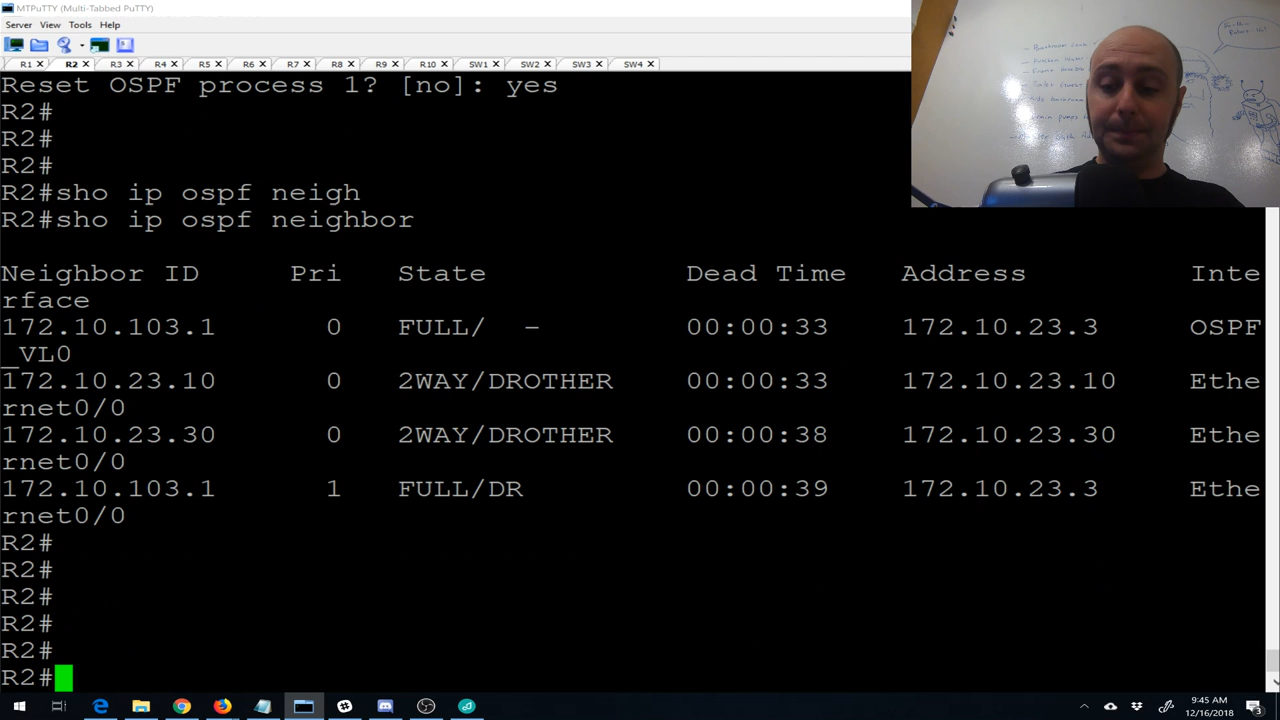 MTPuTTY (Multi-Tabbed PuTTY)
Server View Tools Help
R1 R2 R3 R4 R5 R6 R7 R8 R9 R10 SW1 SW2 SW3 SW4
Reset OSPF process 1? [no]: yes
R2#
R2#
R2#
R2#sho ip ospf neigh
R2#sho ip ospf neighbor
Neighbor ID Pri State Dead Time Address Inte
rface
172.10.103.1 0 FULL/ - 00:00:33 172.10.23.3 OSPF
_VL0
172.10.23.10 0 2WAY/DROTHER 00:00:33 172.10.23.10 Ethe
rnet0/0
172.10.23.30 0 2WAY/DROTHER 00:00:38 172.10.23.30 Ethe
rnet0/0
172.10.103.1 1 FULL/DR 00:00:39 172.10.23.3 Ethe
rnet0/0
R2#
R2#
R2#
R2#
R2#
R2#
9:45 AM
12/16/2018
3